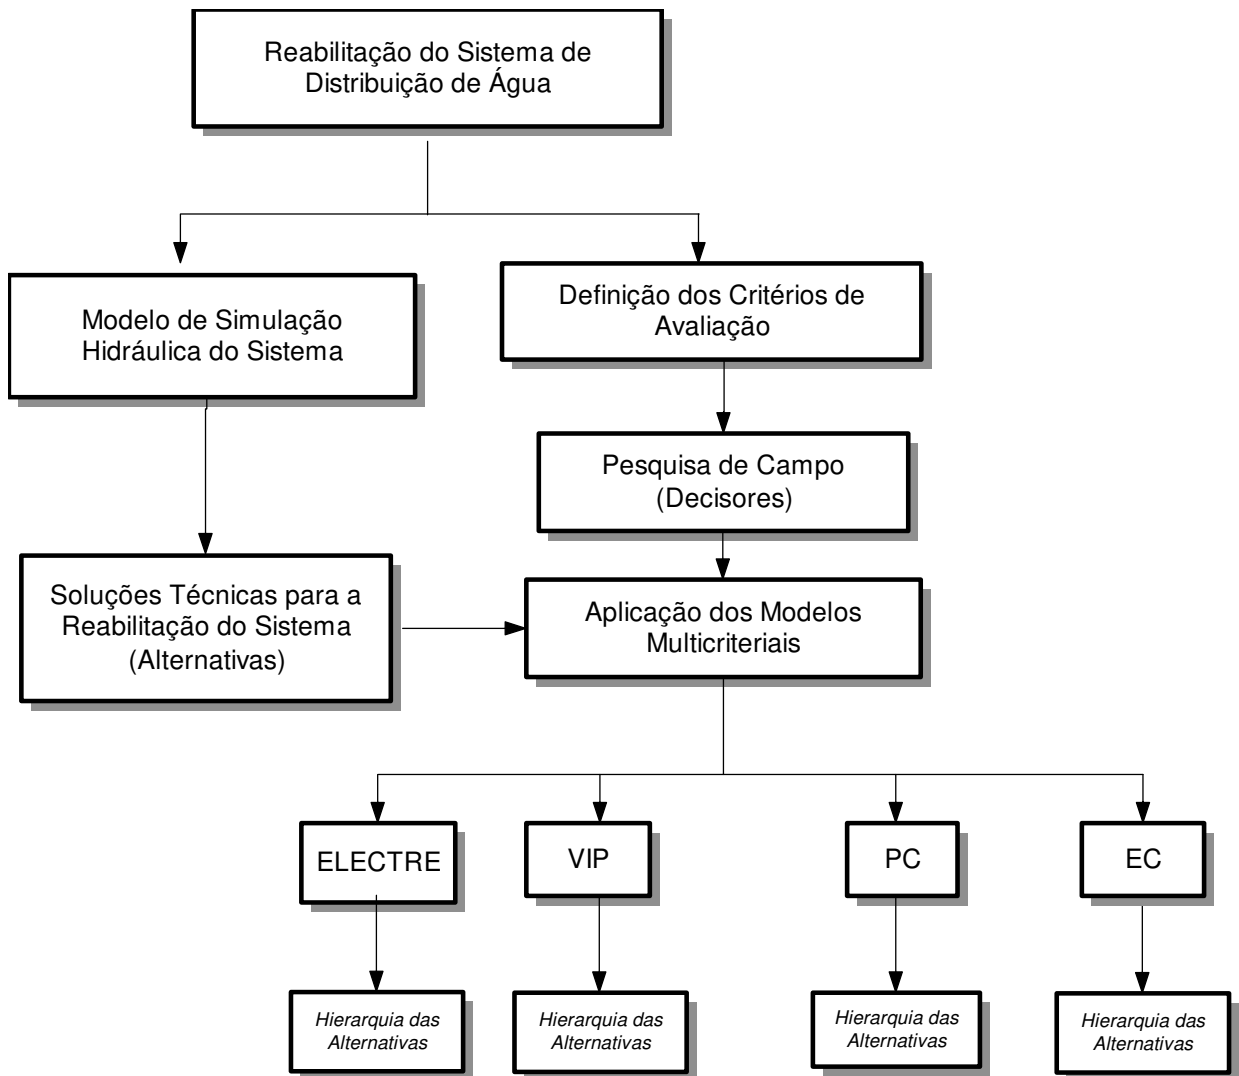 Reabilitação do Sistema de
Distribuição de Água
Modelo de Simulação
Hidráulica do Sistema
Definição dos Critérios de
Avaliação
Pesquisa de Campo
(Decisores)
Soluções Técnicas para a
Reabilitação do Sistema
(Alternativas)
Aplicação dos Modelos
Multicriteriais
ELECTRE
VIP
PC
EC
Hierarquia das
Alternativas
Hierarquia das
Alternativas
Hierarquia das
Alternativas
Hierarquia das
Alternativas